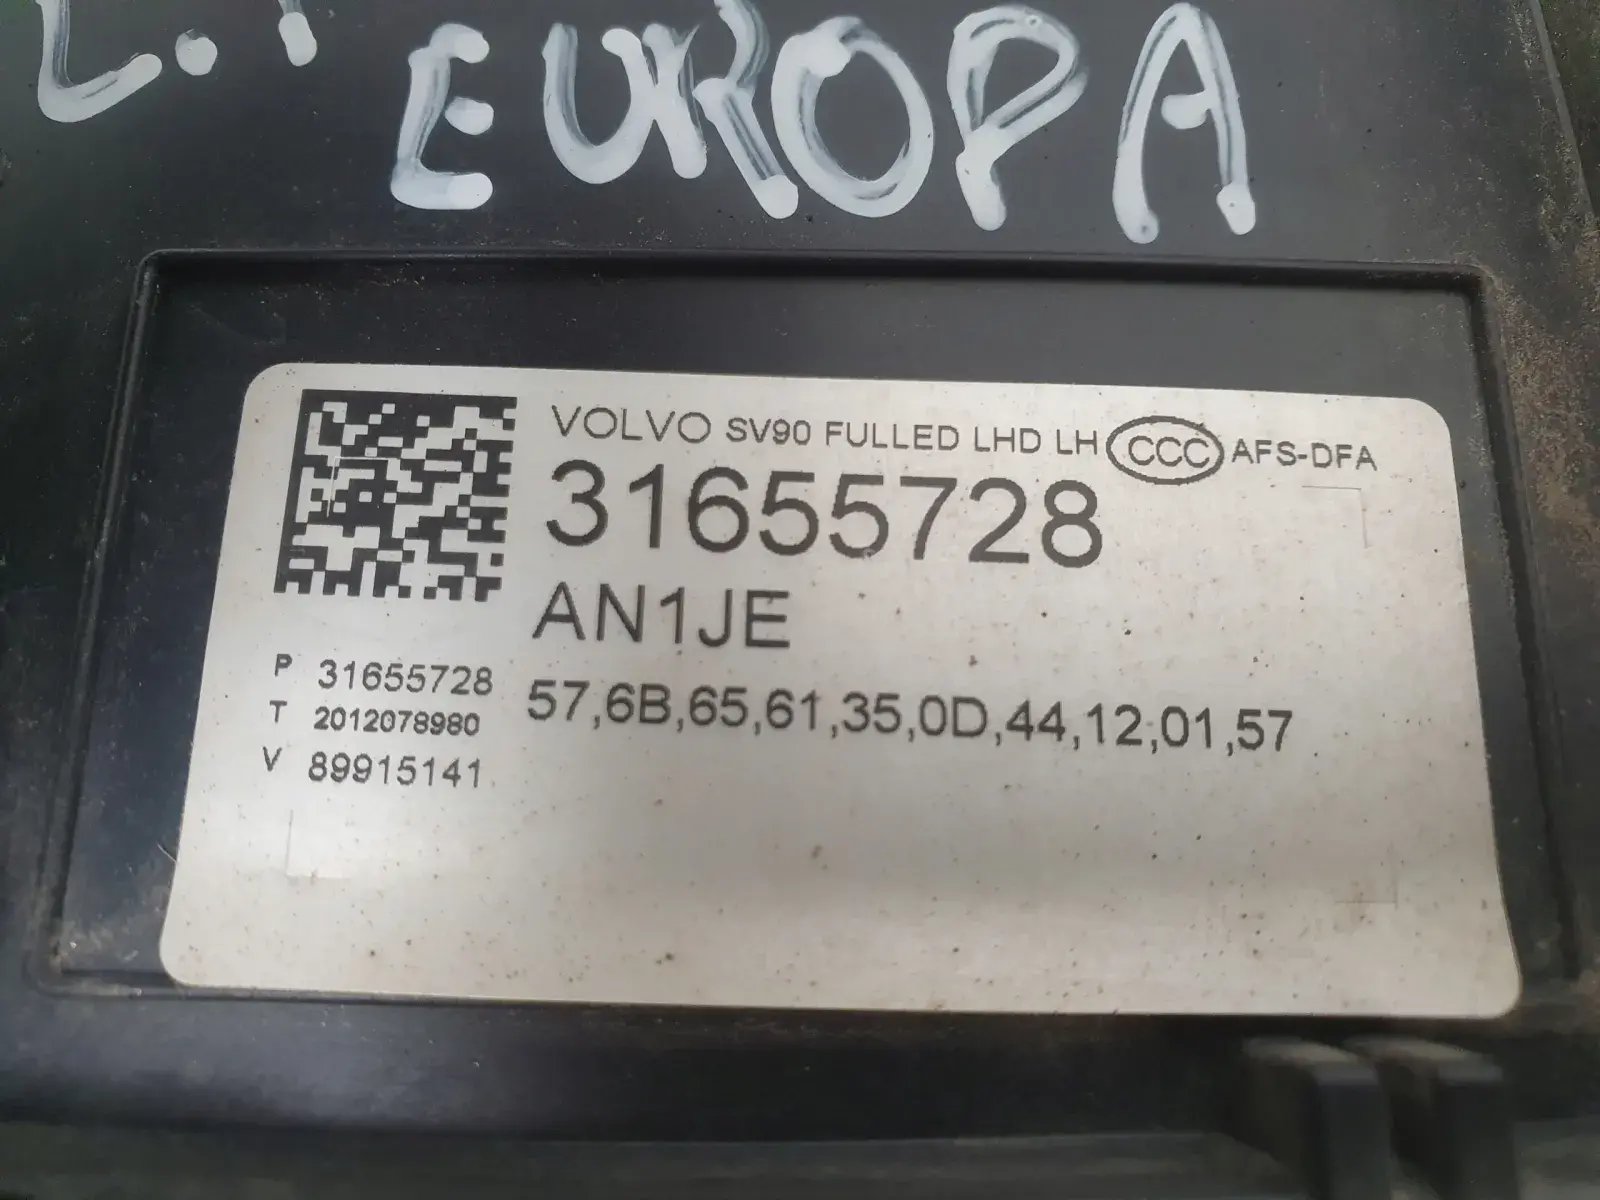 EUROPA
VOLVO SV90 FULLED LHD LH CCC AFS-DFA
31655728
AN1JE
P 31655728
T 2012078980
V 89915141
57,6B,65,61,35,0D,44,12,01,57